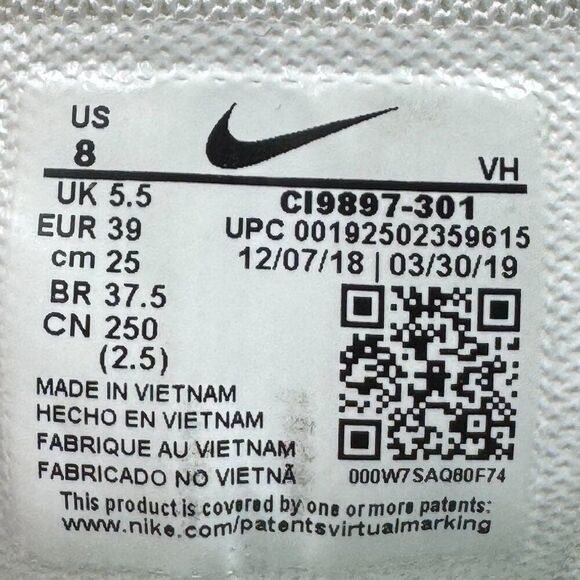 US
8
VH
UK 5.5
CI9897-301
EUR 39
UPC 00192502359615
cm 25
12/07/18 | 03/30/19
BR 37.5
CN 250
(2.5)
MADE IN VIETNAM
HECHO EN VIETNAM
FABRIQUE AU VIETNAM
FABRICADO NO VIETNÃ
000W7SAQ80F74
This product is covered by one or more patents:
www.nike.com/patentsvirtualmarking